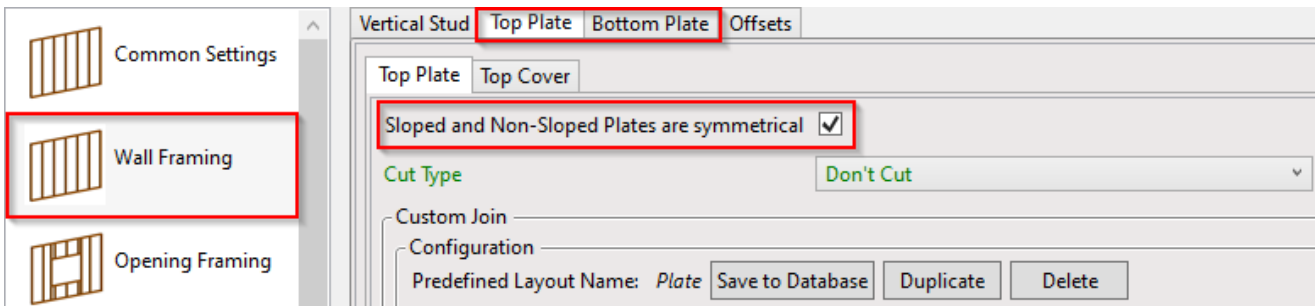 Common Settings
Wall Framing
Opening Framing
Vertical Stud Top Plate Bottom Plate Offsets
Top Plate Top Cover
Sloped and Non-Sloped Plates are symmetrical
Cut Type Don't Cut
Custom Join
Configuration
Predefined Layout Name: Plate Save to Database Duplicate Delete